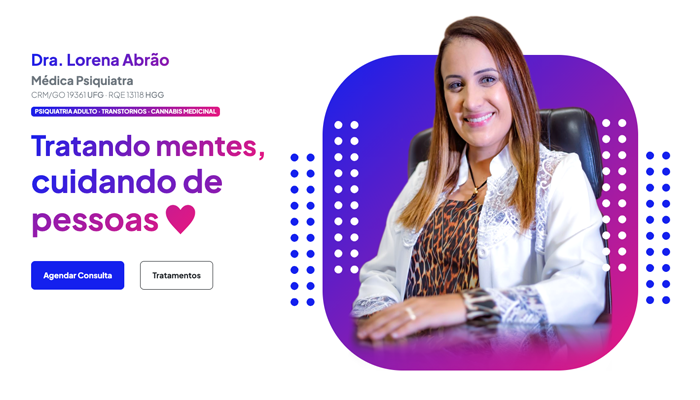 Dra. Lorena Abrão
Médica Psiquiatra
CRM/GO 19361 UFG · RQE 13118 HGG
PSIQUIATRIA ADULTO · TRANSTORNOS · CANNABIS MEDICINAL
Tratando mentes,
cuidando de
pessoas
Agendar Consulta
Tratamentos